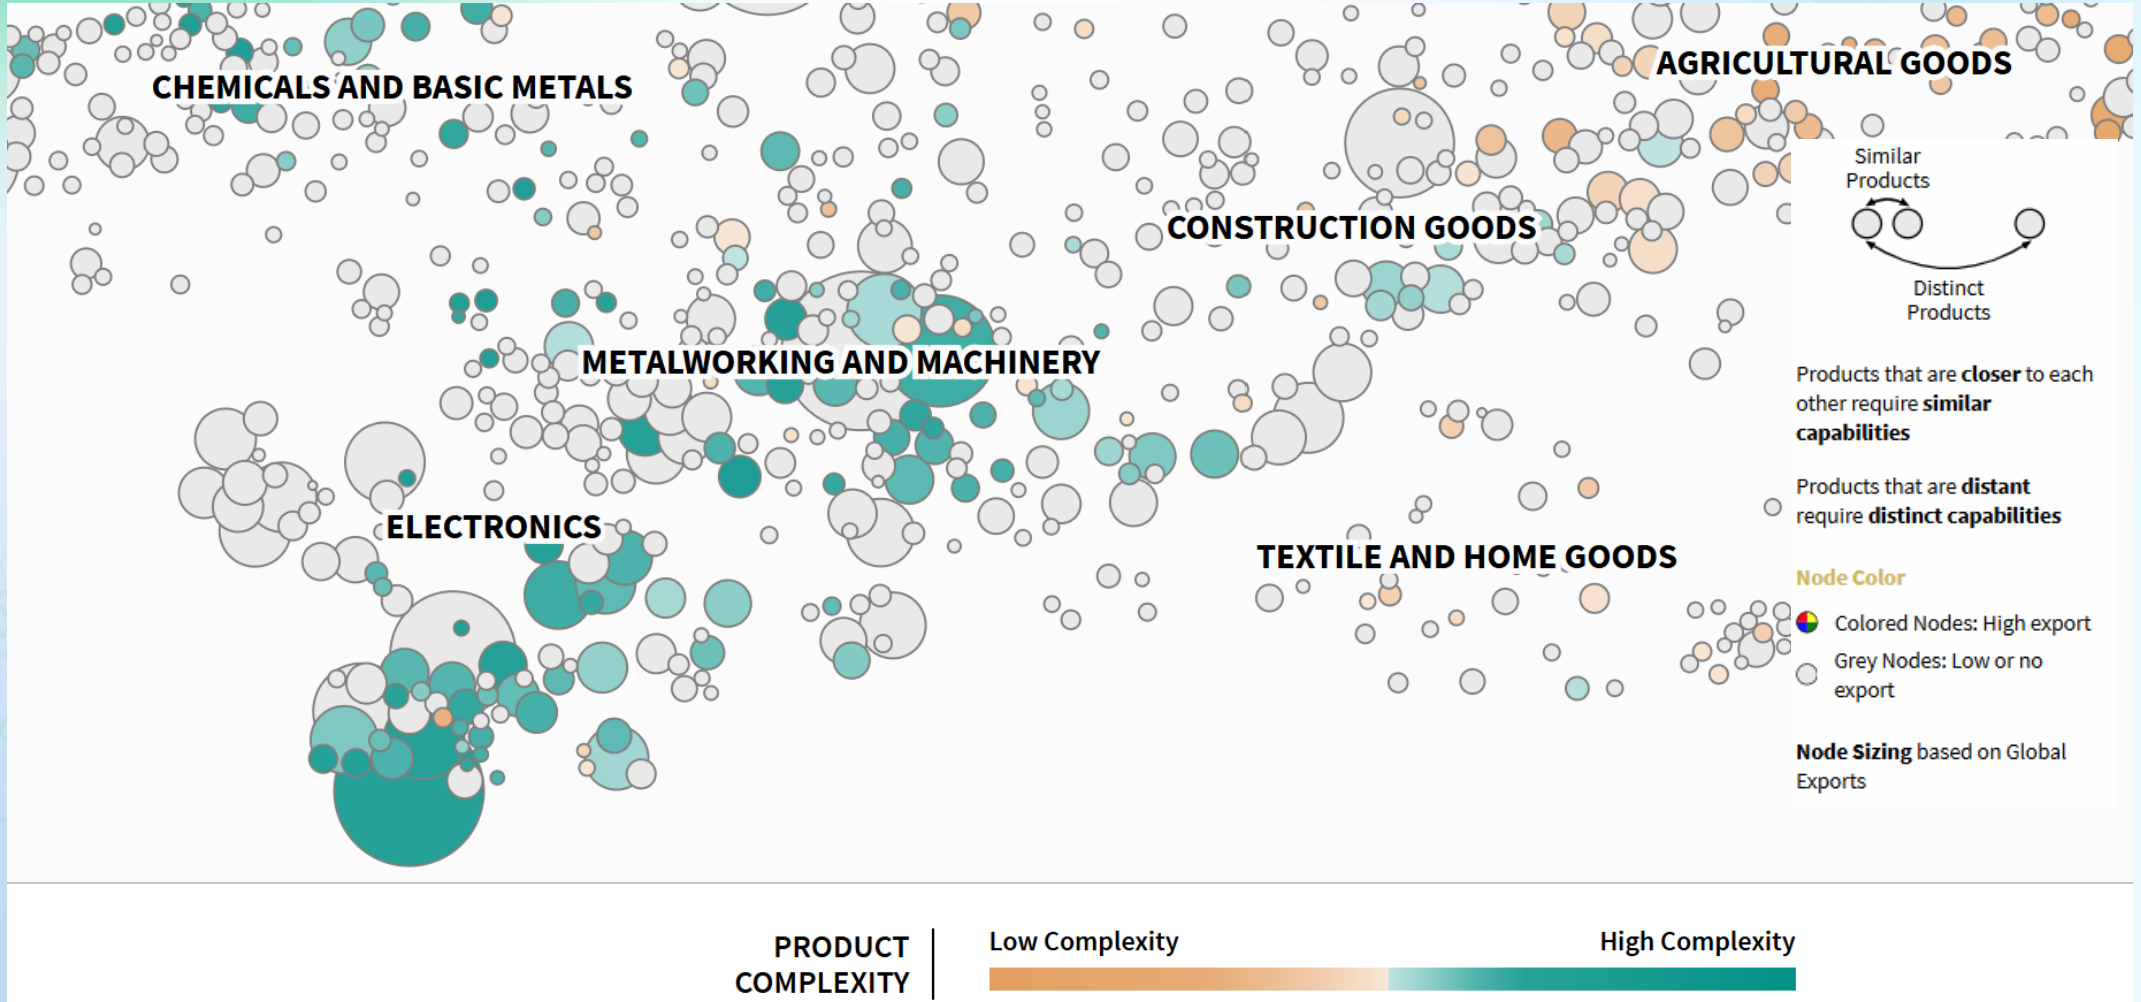 CHEMICALS AND BASIC METALS
AGRICULTURAL GOODS
Similar
Products
CONSTRUCTION GOODS
Distinct
Products
METALWORKING AND MACHINERY
Products that are closer to each
other require similar
capabilities
Products that are distant
require distinct capabilities
ELECTRONICS
TEXTILE AND HOME GOODS
Node Color
Colored Nodes: High export
Grey Nodes: Low or no
export
Node Sizing based on Global
Exports
PRODUCT
COMPLEXITY
Low Complexity
High Complexity